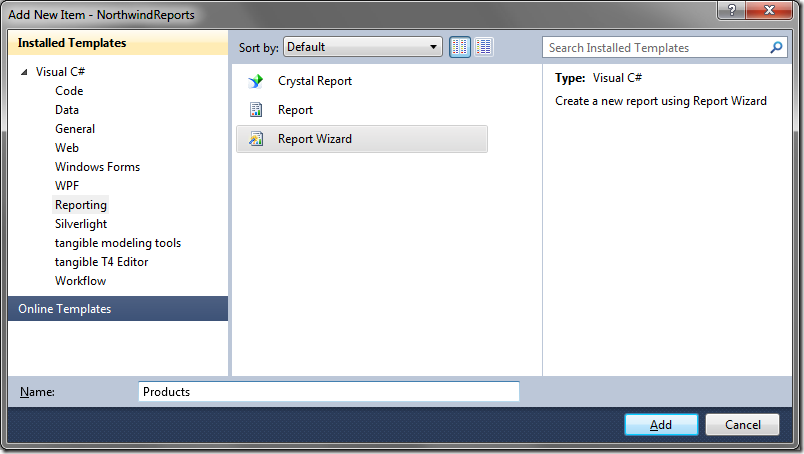 Add New Item - NorthwindReports
Installed Templates
Visual C#
Code
Data
General
Web
Windows Forms
WPF
Reporting
Silverlight
tangible modeling tools
tangible T4 Editor
Workflow
Online Templates
Sort by: Default
Crystal Report
Report
Report Wizard
Search Installed Templates
Type: Visual C#
Create a new report using Report Wizard
Name: Products
Add Cancel